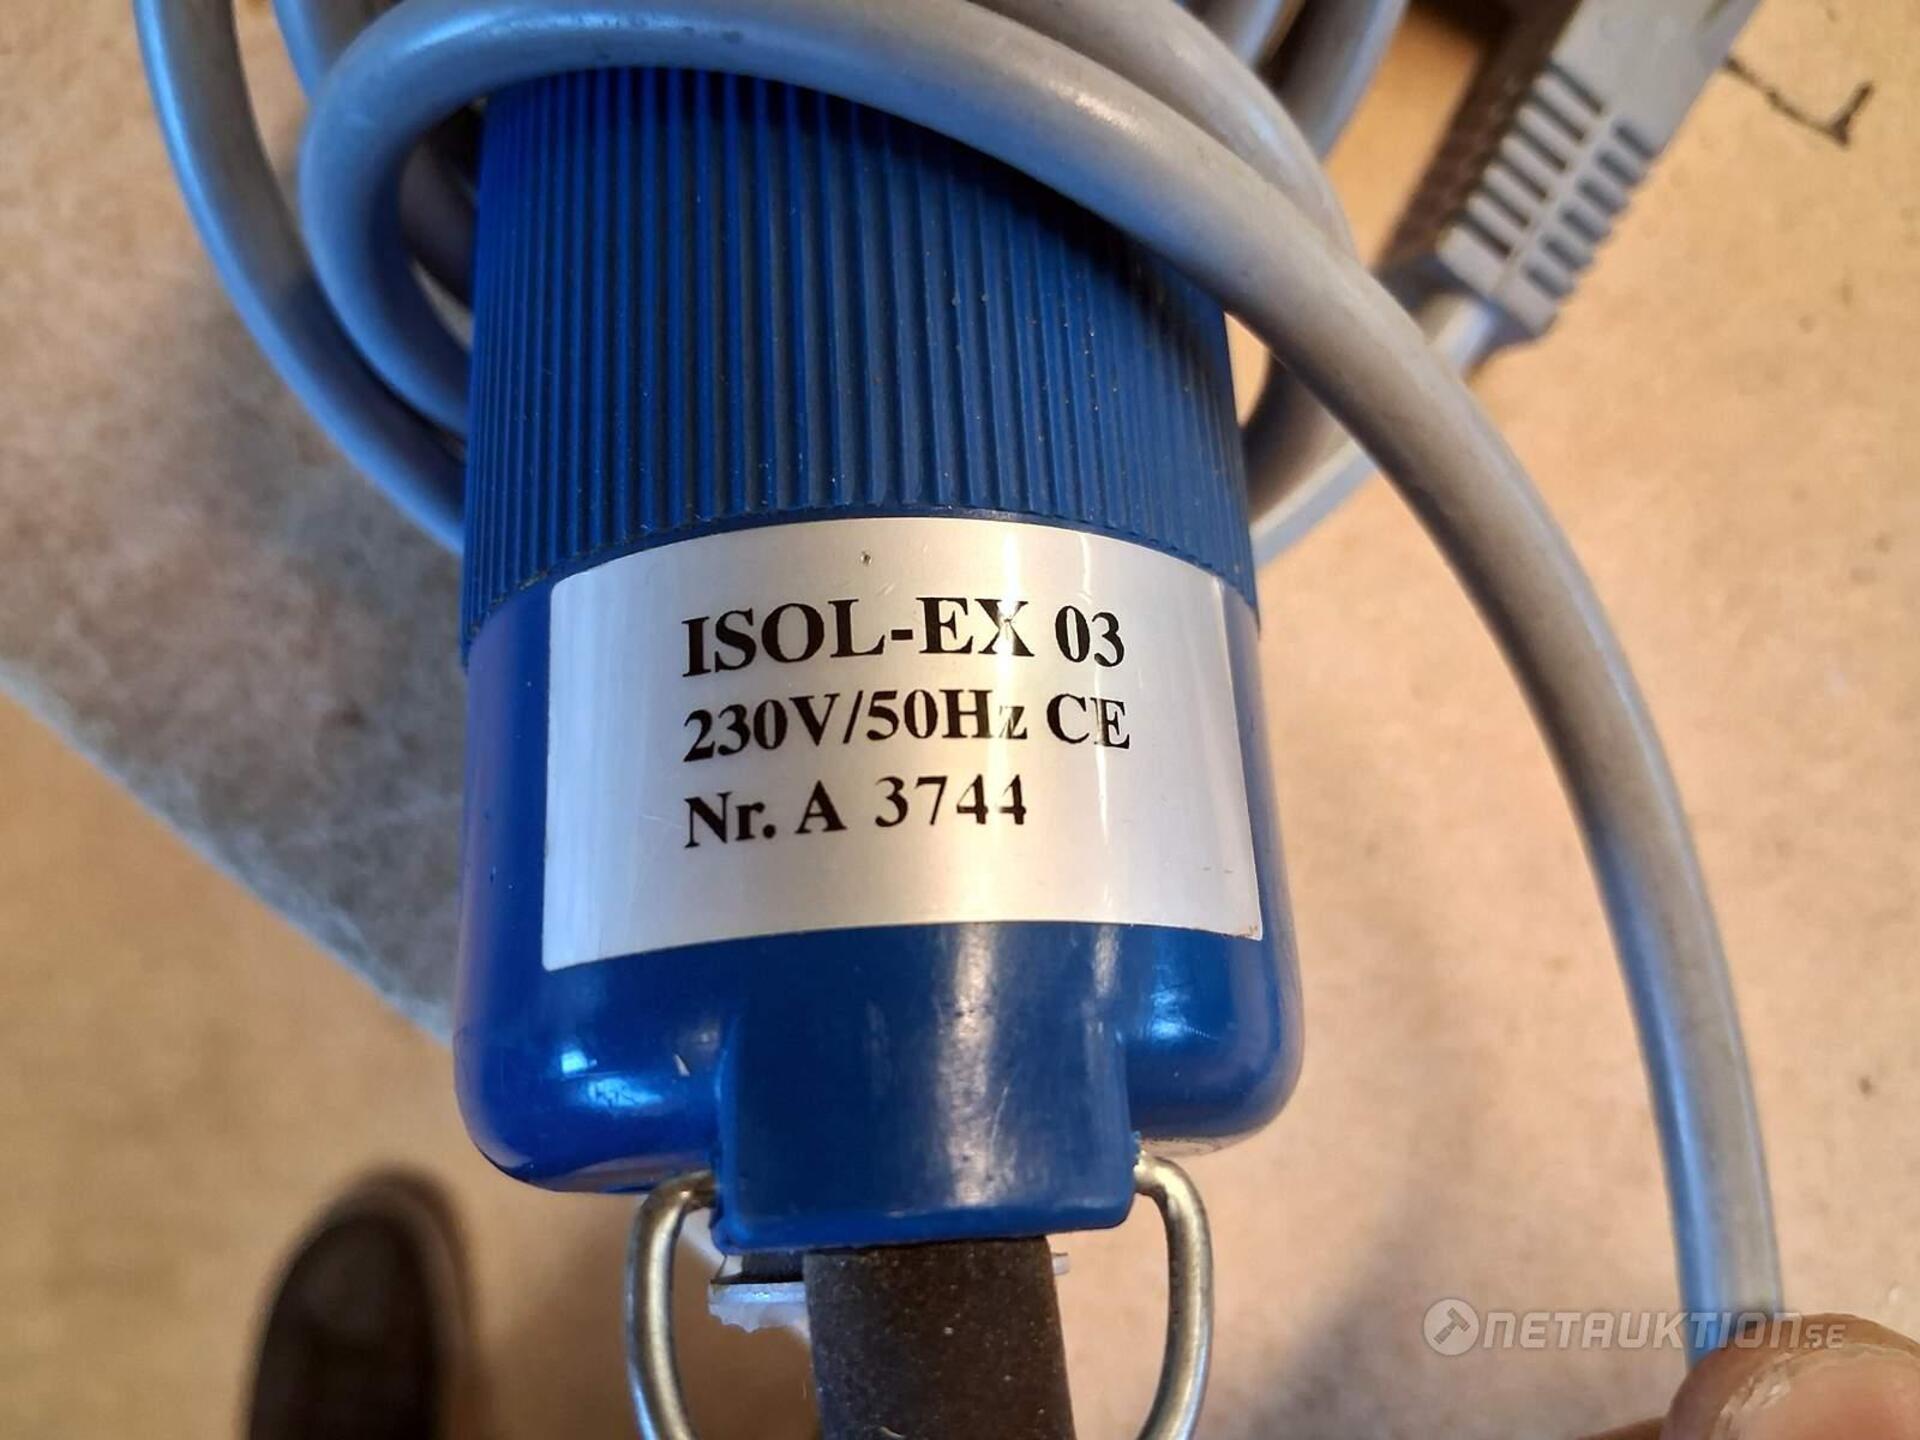 ISOL-EX 03
230V/50Hz CE
Nr. A 3744
NETAUKTION.SE